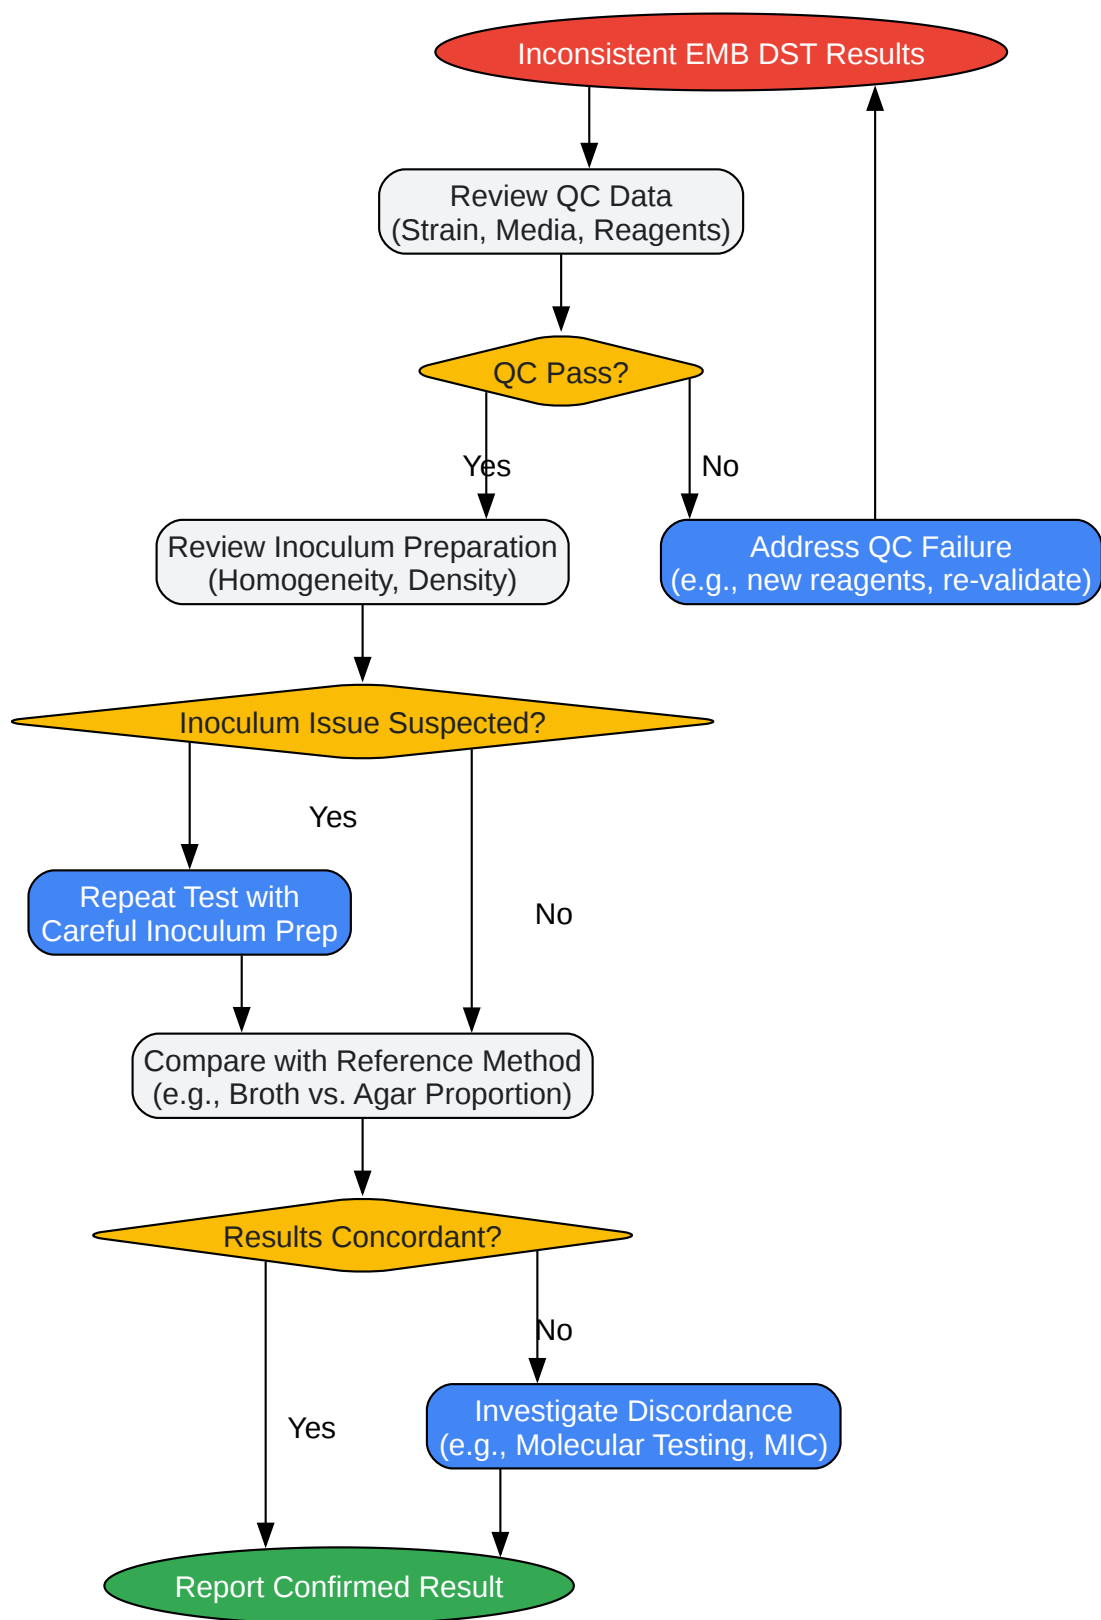 Inconsistent EMB DST Results
Review QC Data
(Strain, Media, Reagents)
QC Pass?
Yes
No
Review Inoculum Preparation
(Homogeneity, Density)
Address QC Failure
(e.g., new reagents, re-validate)
Inoculum Issue Suspected?
Yes
Repeat Test with
Careful Inoculum Prep
No
Compare with Reference Method
(e.g., Broth vs. Agar Proportion)
Results Concordant?
No
Investigate Discordance
(e.g., Molecular Testing, MIC)
Yes
Report Confirmed Result